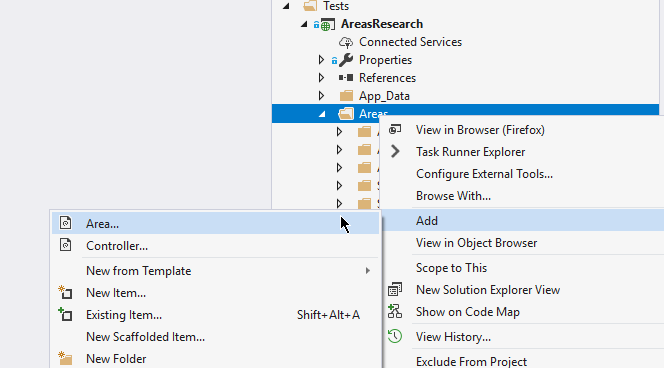 Tests
AreasResearch
Connected Services
Properties
References
App_Data
Areas
View in Browser (Firefox)
Task Runner Explorer
Configure External Tools...
Browse With...
Add
View in Object Browser
Scope to This
New Solution Explorer View
Show on Code Map
View History...
Exclude From Project
Area...
Controller...
New from Template
New Item...
Existing Item... Shift+Alt+A
New Scaffolded Item...
New Folder